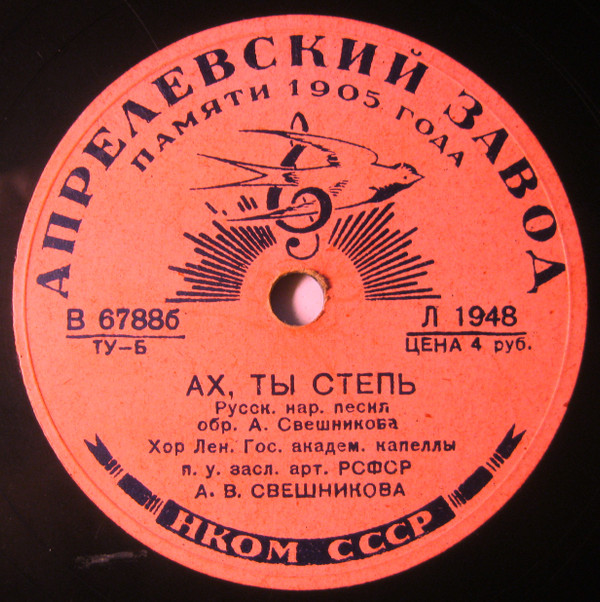 АПРЕЛЕВСКИЙ ЗАВОД
ПАМЯТИ 1905 ГОДА
В 6788б
Л 1948
ТУ-Б
ЦЕНА 4 руб.
АХ, ТЫ СТЕПЬ
Русск. нар. песня
обр. А. Свешникова
Хор Лен. Гос. академ. капеллы
п. у. засл. арт. РСФСР
А. В. СВЕШНИКОВА
НКОМ СССР